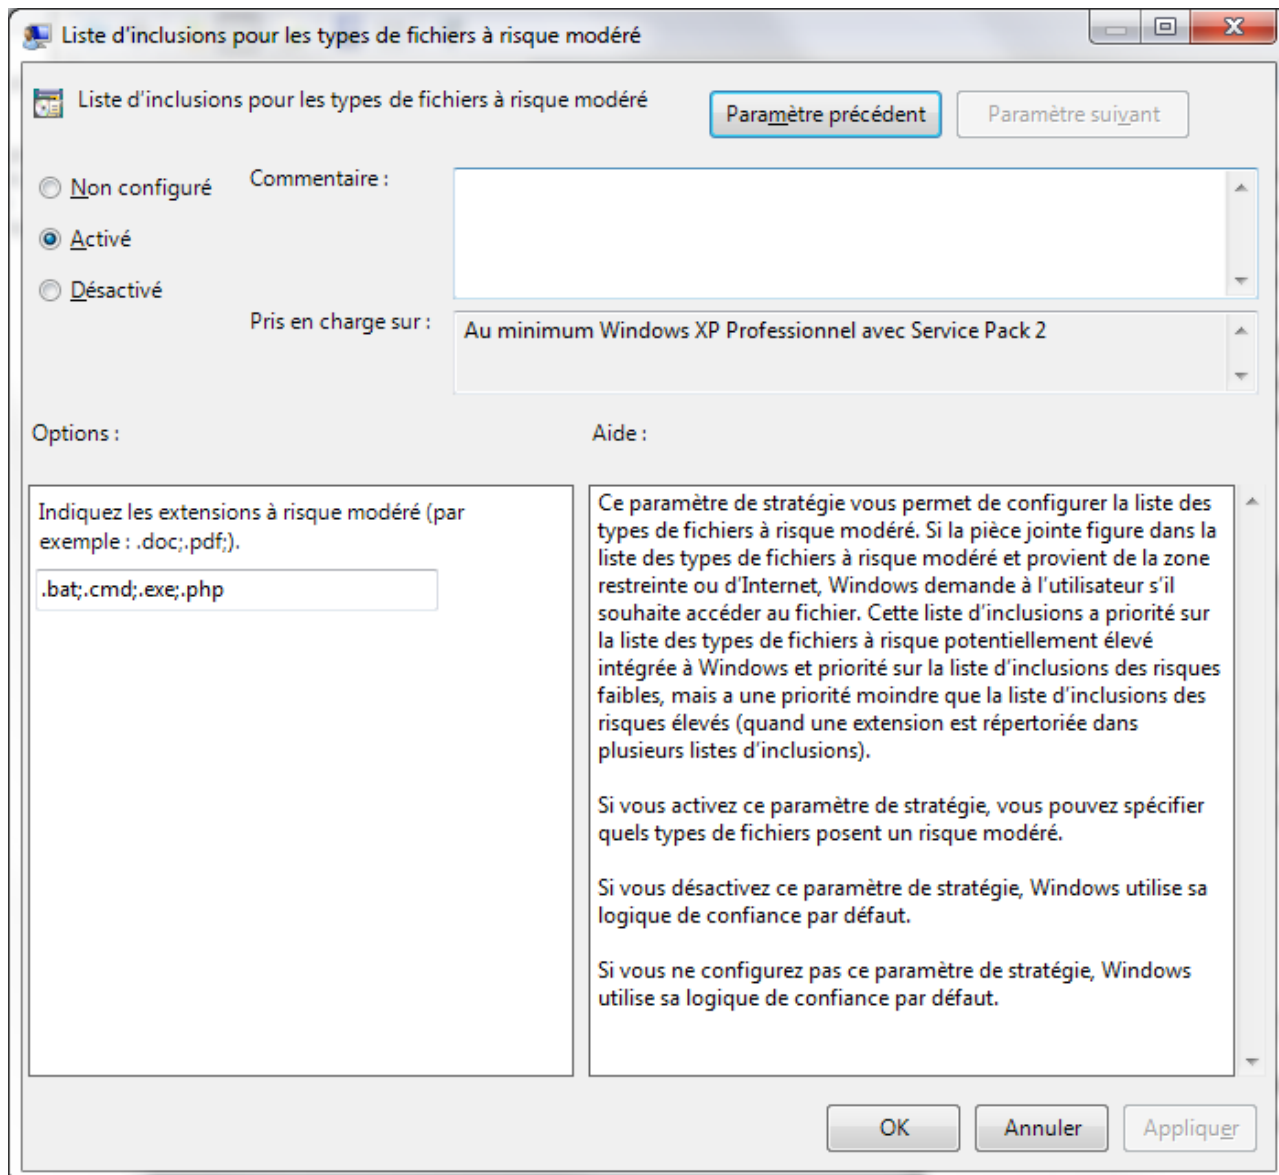 Liste d'inclusions pour les types de fichiers à risque modéré
Liste d'inclusions pour les types de fichiers à risque modéré
Paramètre précédent
Paramètre suivant
Non configuré
Commentaire :
Activé
Désactivé
Pris en charge sur :
Au minimum Windows XP Professionnel avec Service Pack 2
Options :
Aide :
Indiquez les extensions à risque modéré (par
exemple : .doc;.pdf;).
.bat;.cmd;.exe;.php
Ce paramètre de stratégie vous permet de configurer la liste des
types de fichiers à risque modéré. Si la pièce jointe figure dans la
liste des types de fichiers à risque modéré et provient de la zone
restreinte ou d'Internet, Windows demande à l'utilisateur s'il
souhaite accéder au fichier. Cette liste d'inclusions a priorité sur
la liste des types de fichiers à risque potentiellement élevé
intégrée à Windows et priorité sur la liste d'inclusions des risques
faibles, mais a une priorité moindre que la liste d'inclusions des
risques élevés (quand une extension est répertoriée dans
plusieurs listes d'inclusions).
Si vous activez ce paramètre de stratégie, vous pouvez spécifier
quels types de fichiers posent un risque modéré.
Si vous désactivez ce paramètre de stratégie, Windows utilise sa
logique de confiance par défaut.
Si vous ne configurez pas ce paramètre de stratégie, Windows
utilise sa logique de confiance par défaut.
OK
Annuler
Appliquer